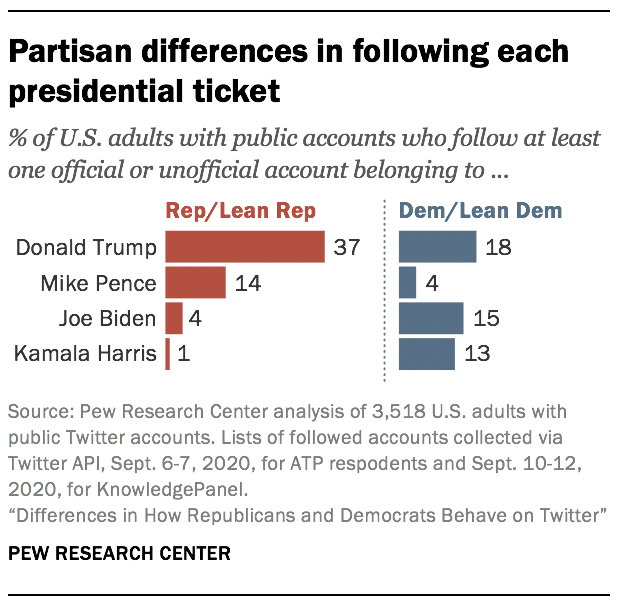 Partisan differences in following each
presidential ticket
% of U.S. adults with public accounts who follow at least
one official or unofficial account belonging to ...
Rep/Lean Rep Dem/Lean Dem
Donald Trump 37 18
Mike Pence 14 4
Joe Biden 4 15
Kamala Harris 1 13
Source: Pew Research Center analysis of 3,518 U.S. adults with
public Twitter accounts. Lists of followed accounts collected via
Twitter API, Sept. 6-7, 2020, for ATP respodents and Sept. 10-12,
2020, for KnowledgePanel.
“Differences in How Republicans and Democrats Behave on Twitter”
PEW RESEARCH CENTER